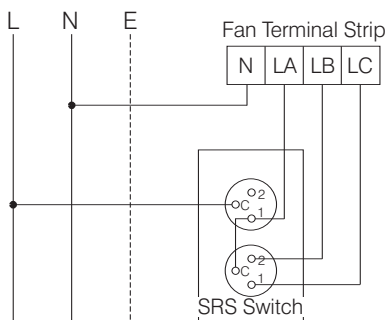 L N E
Fan Terminal Strip
N LA LB LC
2
C
1
2
C
1
SRS Switch